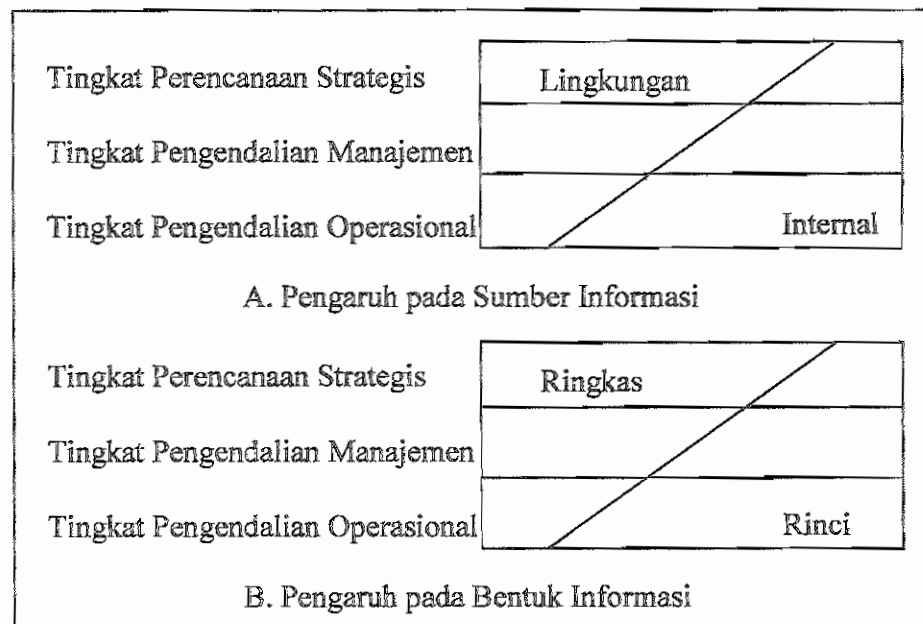 Tingkat Perencanaan Strategis Lingkungan
Tingkat Pengendalian Manajemen
Tingkat Pengendalian Operasional Internal
A. Pengaruh pada Sumber Informasi
Tingkat Perencanaan Strategis Ringkas
Tingkat Pengendalian Manajemen
Tingkat Pengendalian Operasional Rinci
B. Pengaruh pada Bentuk Informasi